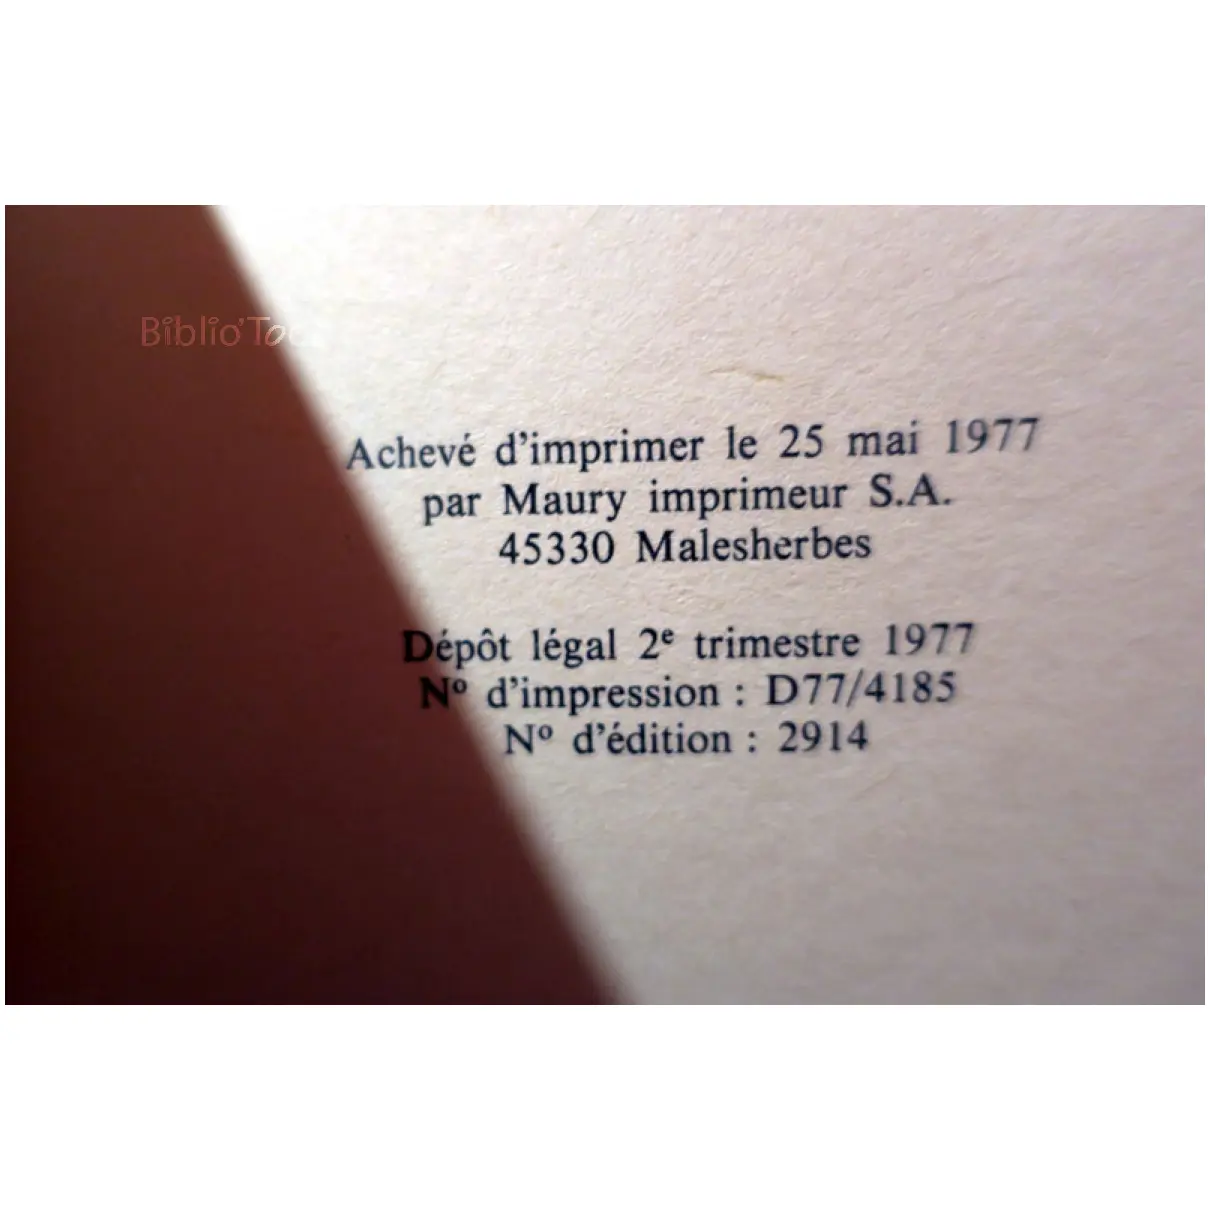 Achevé d'imprimer le 25 mai 1977
par Maury imprimeur S.A.
45330 Malesherbes
Dépôt légal 2e trimestre 1977
Nº d'impression : D77/4185
Nº d'édition : 2914